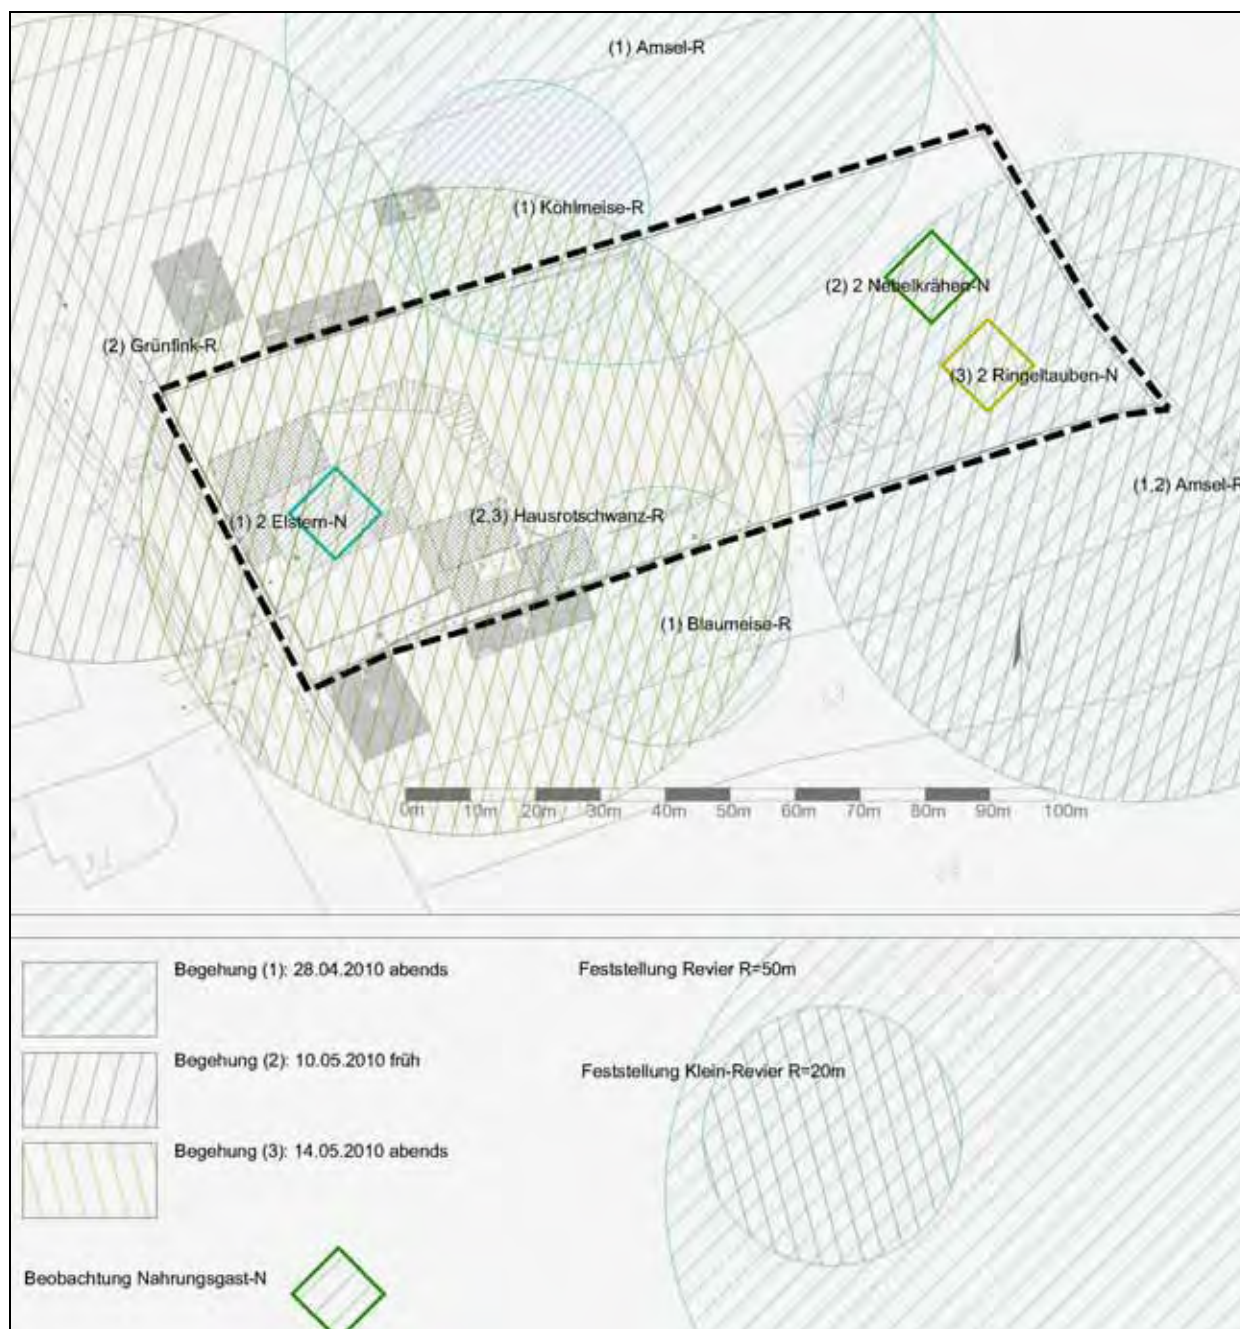 (1) Amsel-R
(1) Kohlmeise-R
(2) 2 Nebelkrähen-N
(2) Grünfink-R
(3) 2 Ringeltauben-N
(1,2) Amsel-R
(1) 2 Elstern-N
(2,3) Hausrotschwanz-R
(1) Blaumeise-R
0m 10m 20m 30m 40m 50m 60m 70m 80m 90m 100m
Begehung (1): 28.04.2010 abends
Feststellung Revier R=50m
Begehung (2): 10.05.2010 früh
Feststellung Klein-Revier R=20m
Begehung (3): 14.05.2010 abends
Beobachtung Nahrungsgast-N